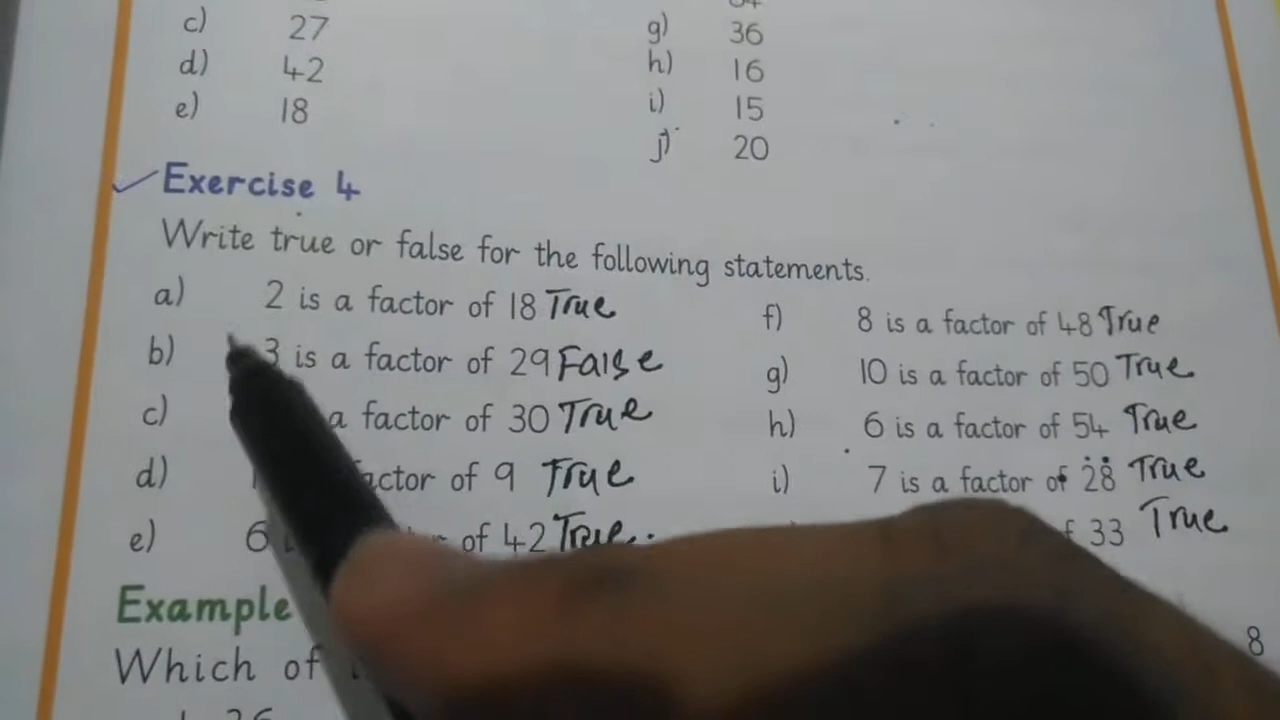 c) 27
d) 42
e) 18
g) 36
h) 16
i) 15
j) 20
Exercise 4
Write true or false for the following statements.
a) 2 is a factor of 18 True
b) 3 is a factor of 29 False
c) a factor of 30 True
d) factor of 9 True
e) 6 of 42 True
f) 8 is a factor of 48 True
g) 10 is a factor of 50 True
h) 6 is a factor of 54 True
i) 7 is a factor of 28 True
33 True
Example
Which of
8